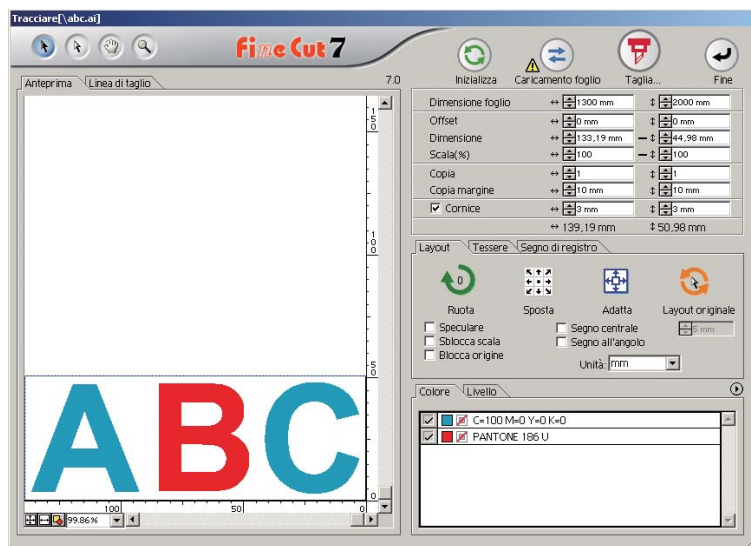 Tracciare[\abc.ai]
Fine Cut 7
Inizializza
Caricamento foglio
Taglia...
Fine
Anteprima
Linea di taglio
7.0
Dimensione foglio 1300 mm 2000 mm
Offset 0 mm 0 mm
Dimensione 133,19 mm 44,98 mm
Scala(%) 100 100
Copia 1 1
Copia margine 10 mm 10 mm
Cornice 3 mm 3 mm
139,19 mm 50,98 mm
Layout Tessere Segno di registro
0
Ruota Sposta Adatta Layout originale
Speculare Segno centrale 5 mm
Sblocca scala Segno all'angolo
Blocca origine
Unità: mm
Colore Livello
C=100 M=0 Y=0 K=0
PANTONE 186 U
150
100
50
0
ABC
100 50 0
99.86%